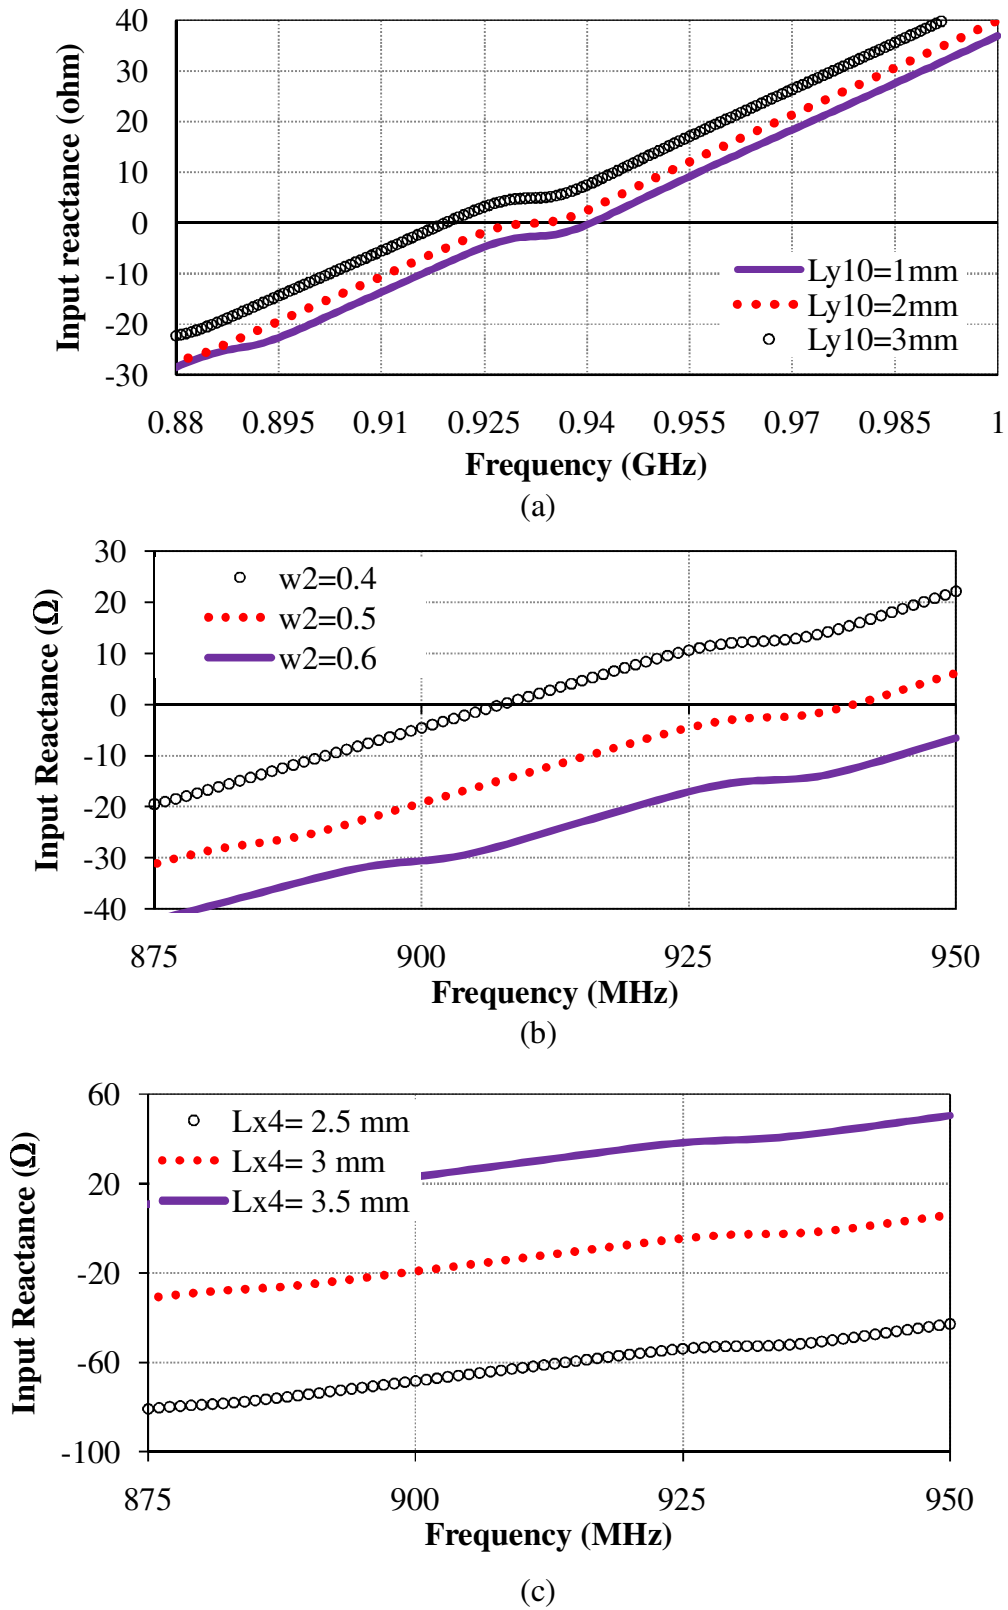 40
30
20
10
0
-10
-20
-30
Input reactance (ohm)
Ly10=1mm
Ly10=2mm
Ly10=3mm
0.88 0.895 0.91 0.925 0.94 0.955 0.97 0.985 1
Frequency (GHz)
(a)
30
20
10
0
-10
-20
-30
-40
Input Reactance (Ω)
w2=0.4
w2=0.5
w2=0.6
875 900 925 950
Frequency (MHz)
(b)
60
20
-20
-60
-100
Input Reactance (Ω)
Lx4= 2.5 mm
Lx4= 3 mm
Lx4= 3.5 mm
875 900 925 950
Frequency (MHz)
(c)